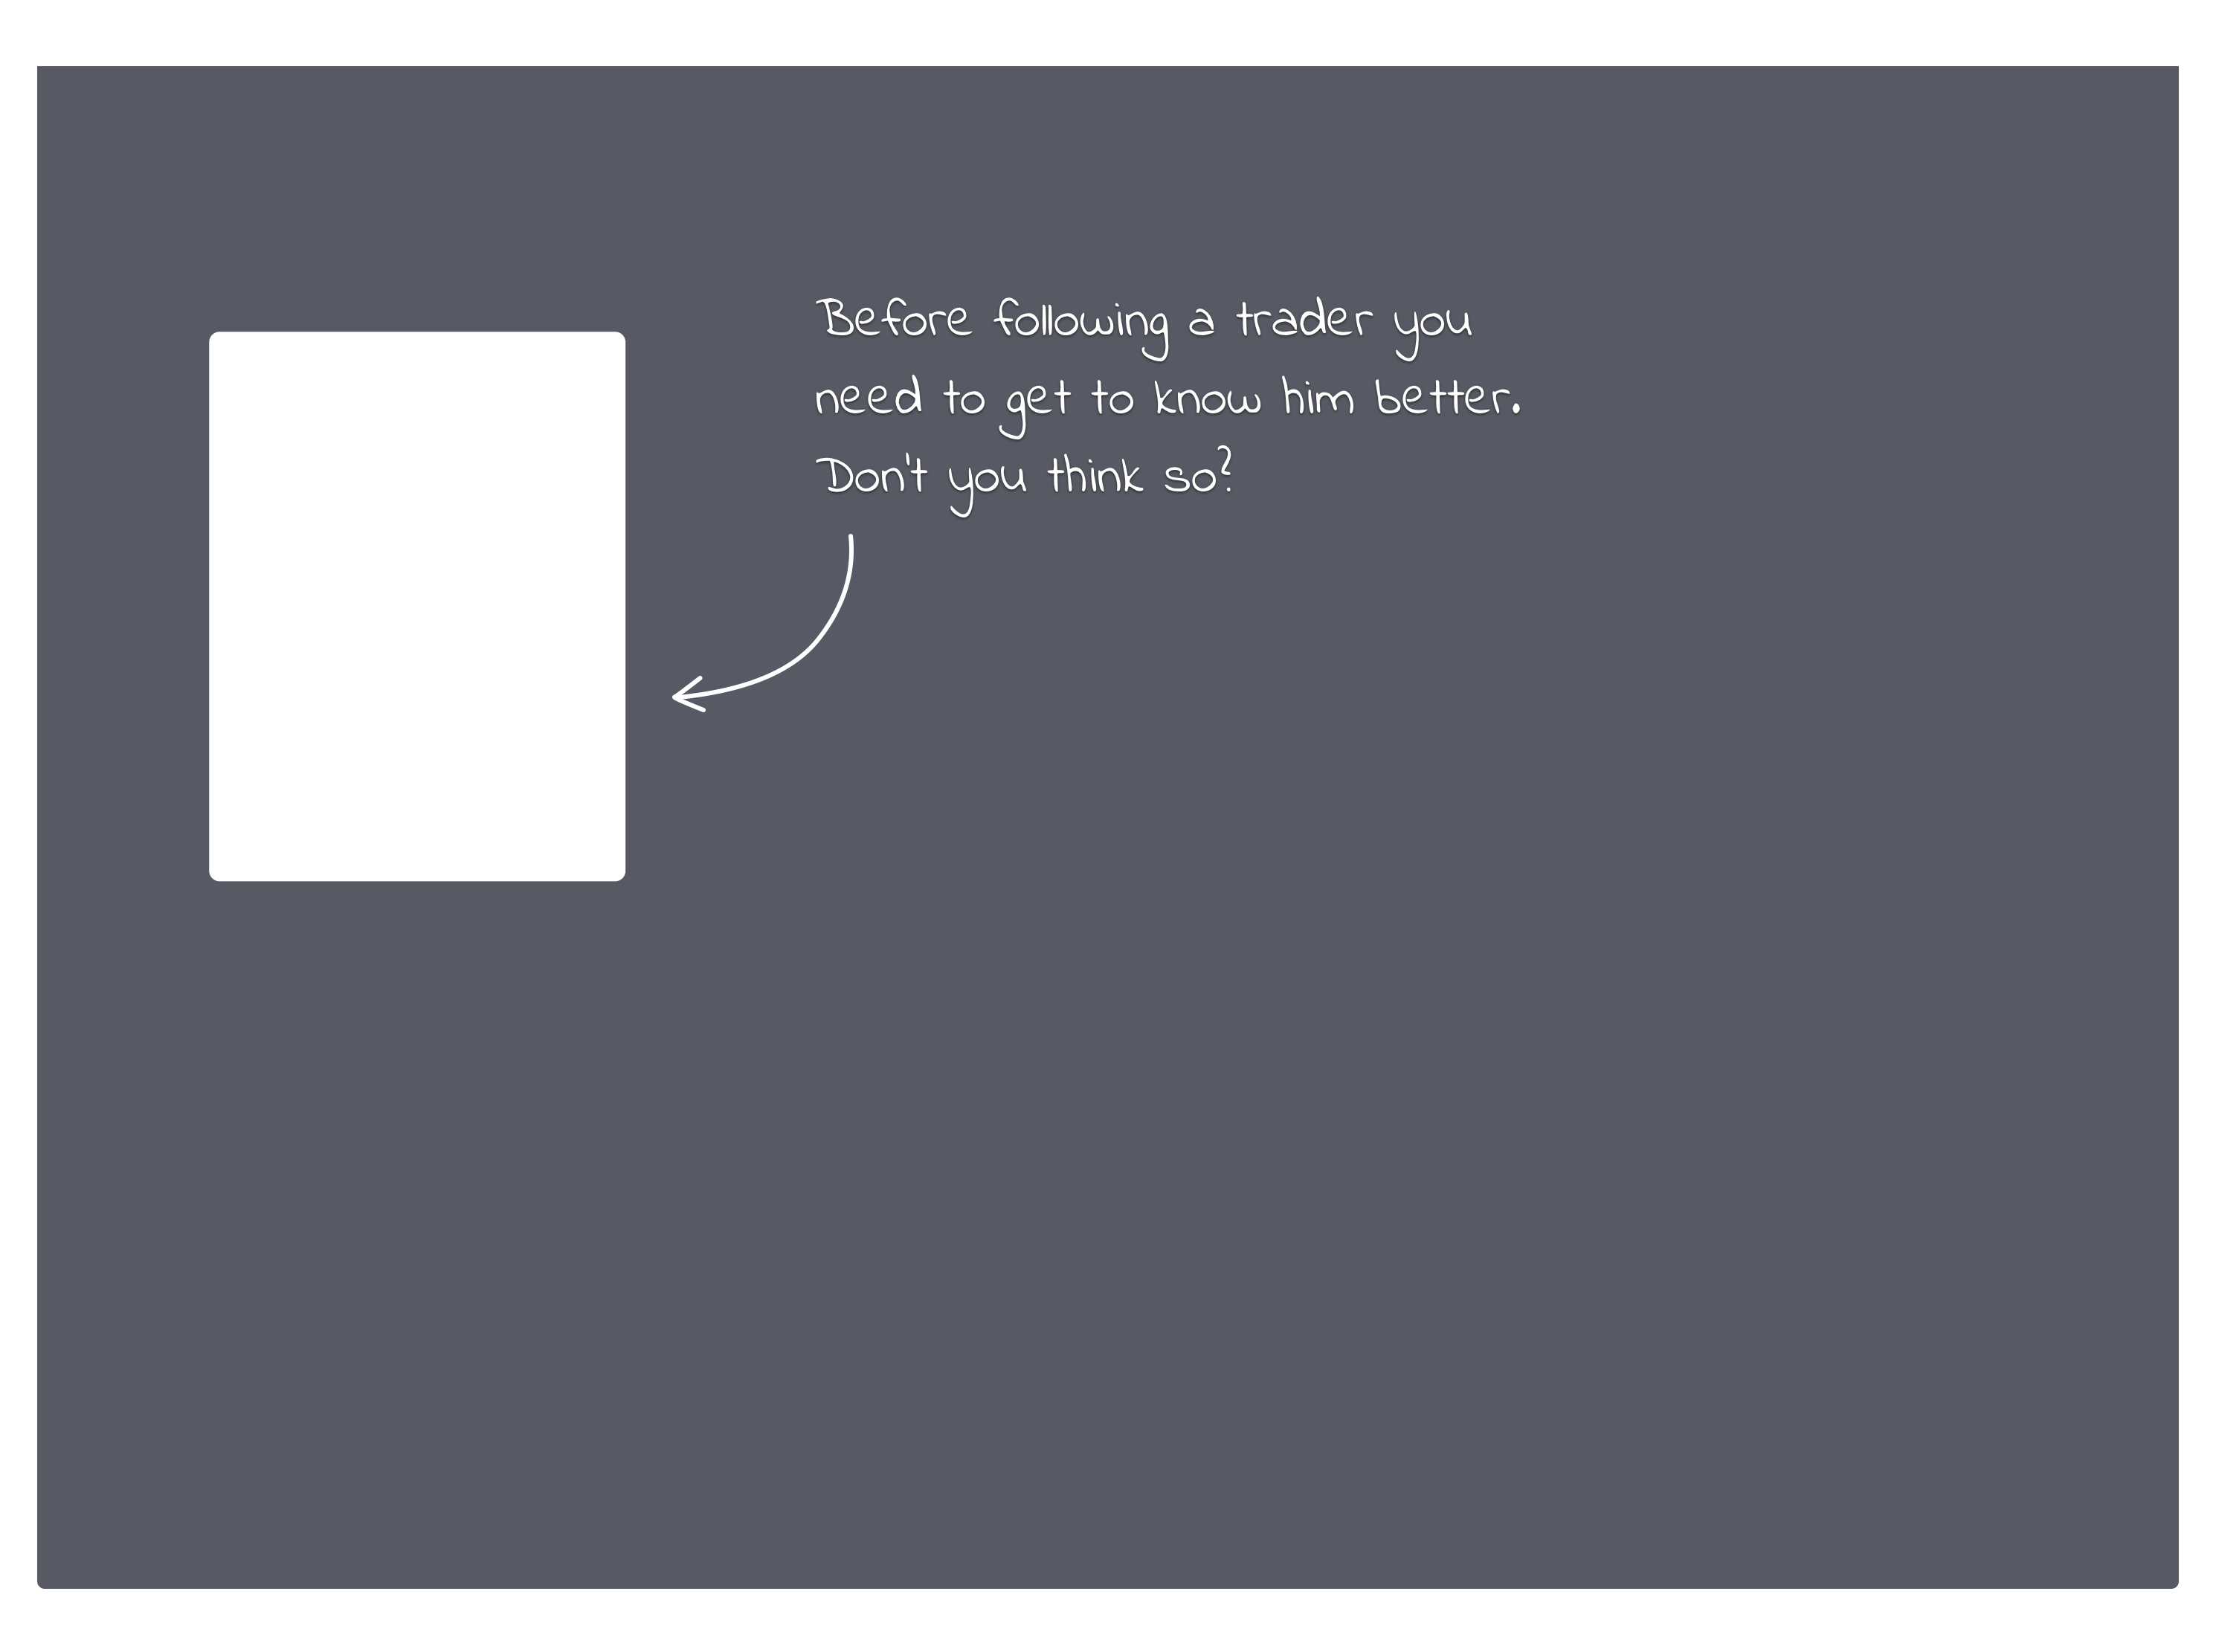 Before following a trader you
need to get to know him better.
Don't you think so?